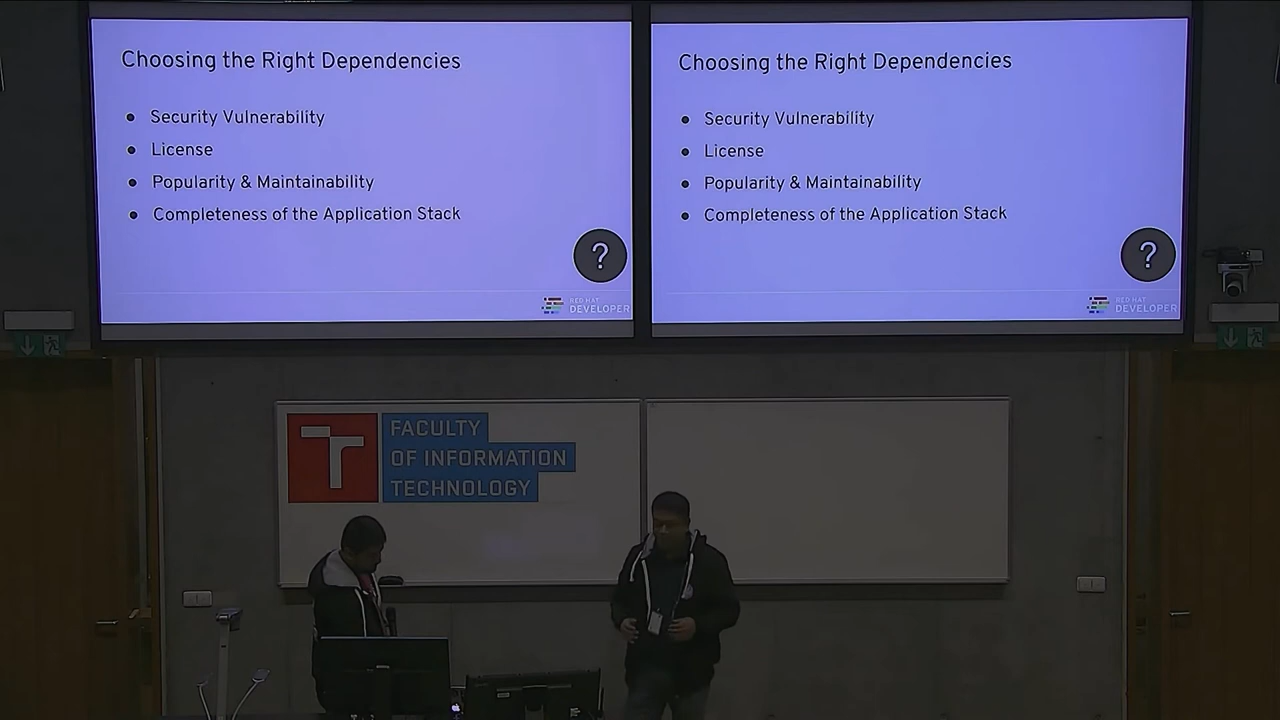 Choosing the Right Dependencies
● Security Vulnerability
● License
● Popularity & Maintainability
● Completeness of the Application Stack
?
RED HAT
DEVELOPER
Choosing the Right Dependencies
● Security Vulnerability
● License
● Popularity & Maintainability
● Completeness of the Application Stack
?
RED HAT
DEVELOPER
T FACULTY
OF INFORMATION
TECHNOLOGY